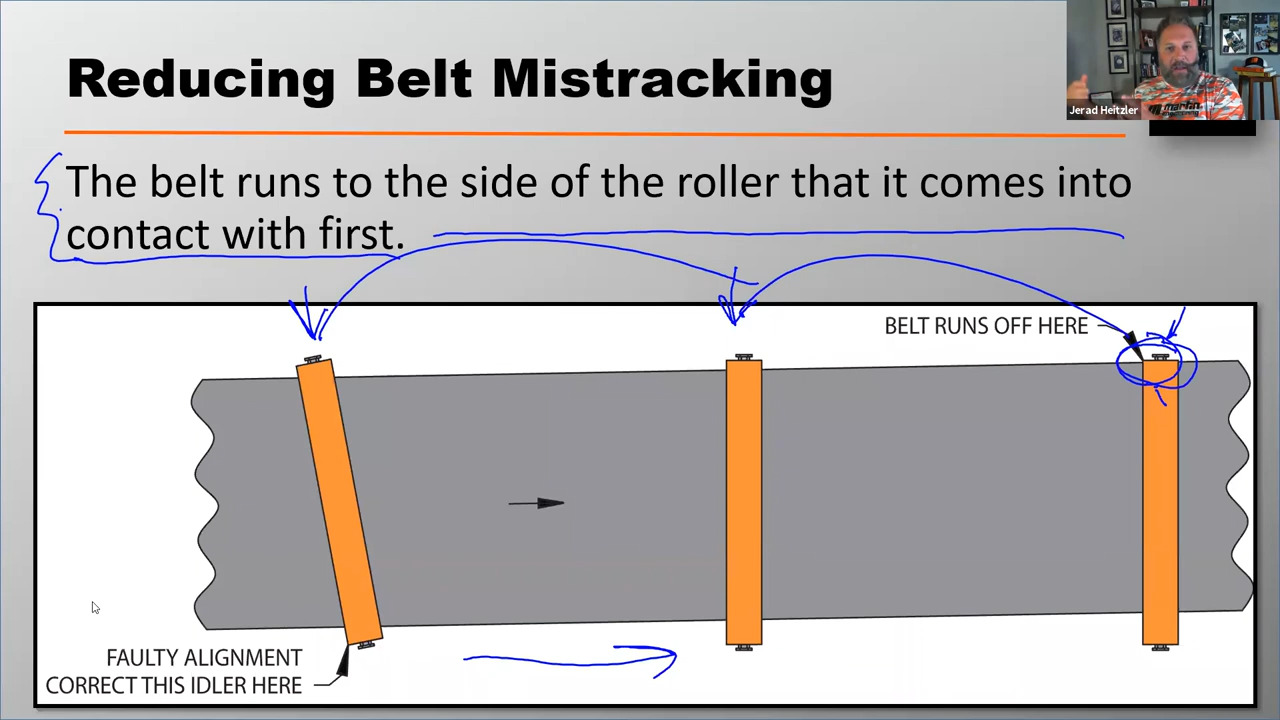 Reducing Belt Mistracking
Jerad Heitzler
The belt runs to the side of the roller that it comes into
contact with first.
BELT RUNS OFF HERE
FAULTY ALIGNMENT
CORRECT THIS IDLER HERE